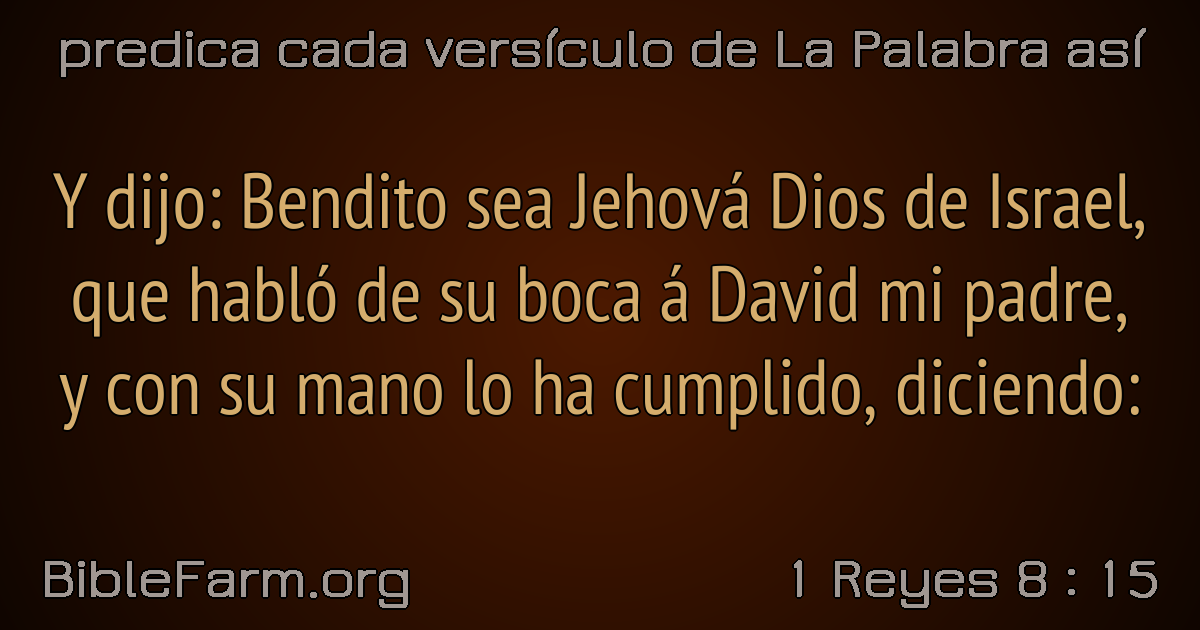 predica cada versículo de La Palabra así
Y dijo: Bendito sea Jehová Dios de Israel,
que habló de su boca á David mi padre,
y con su mano lo ha cumplido, diciendo:
BibleFarm.org
1 Reyes 8 : 15